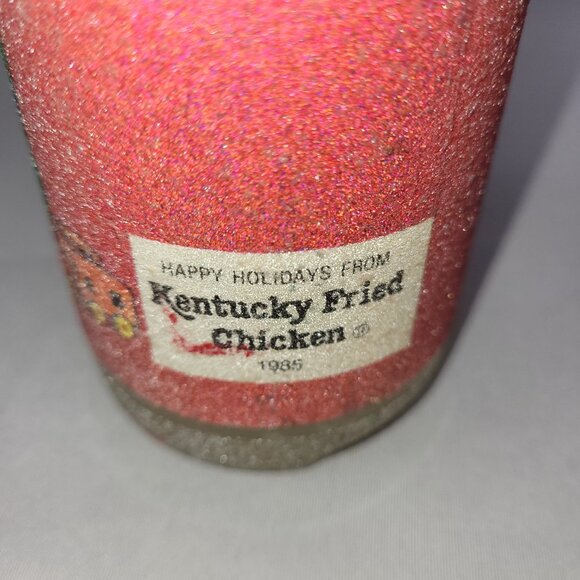 HAPPY HOLIDAYS FROM
Kentucky Fried
Chicken ®
1985